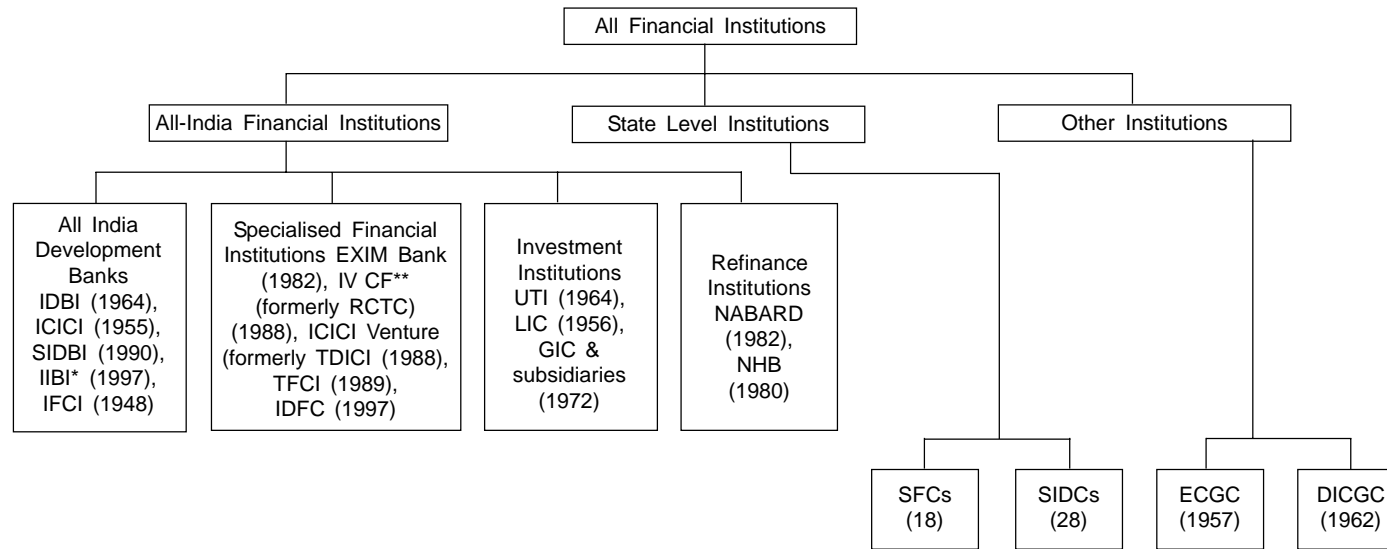 All Financial Institutions
All-India Financial Institutions
State Level Institutions
Other Institutions
All India
Development
Banks
IDBI (1964),
ICICI (1955),
SIDBI (1990),
IIBI* (1997),
IFCI (1948)
Specialised Financial
Institutions EXIM Bank
(1982), IV CF**
(formerly RCTC)
(1988), ICICI Venture
(formerly TDICI (1988),
TFCI (1989),
IDFC (1997)
Investment
Institutions
UTI (1964),
LIC (1956),
GIC &
subsidiaries
(1972)
Refinance
Institutions
NABARD
(1982),
NHB
(1980)
SFCs
(18)
SIDCs
(28)
ECGC
(1957)
DICGC
(1962)